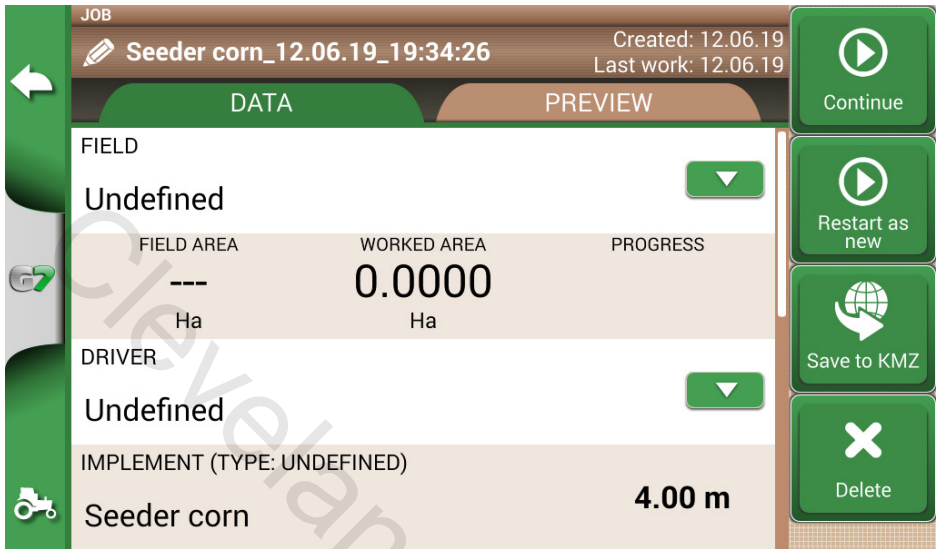 JOB
Seeder corn_12.06.19_19:34:26
Created: 12.06.19
Last work: 12.06.19
DATA
PREVIEW
FIELD
Undefined
FIELD AREA WORKED AREA PROGRESS
--- 0.0000
Ha Ha
DRIVER
Undefined
IMPLEMENT (TYPE: UNDEFINED)
Seeder corn
4.00 m
Continue
Restart as
new
Save to KMZ
Delete
G7